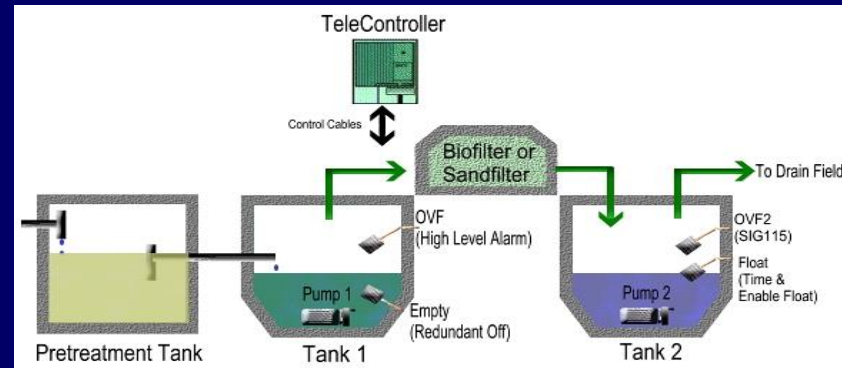 TeleController
Control Cables
Biofilter or
Sandfilter
To Drain Field
OVF
(High Level Alarm)
OVF2
(SIG115)
Float
(Time &
Enable Float)
Pump 1
Empty
(Redundant Off)
Pump 2
Pretreatment Tank
Tank 1
Tank 2